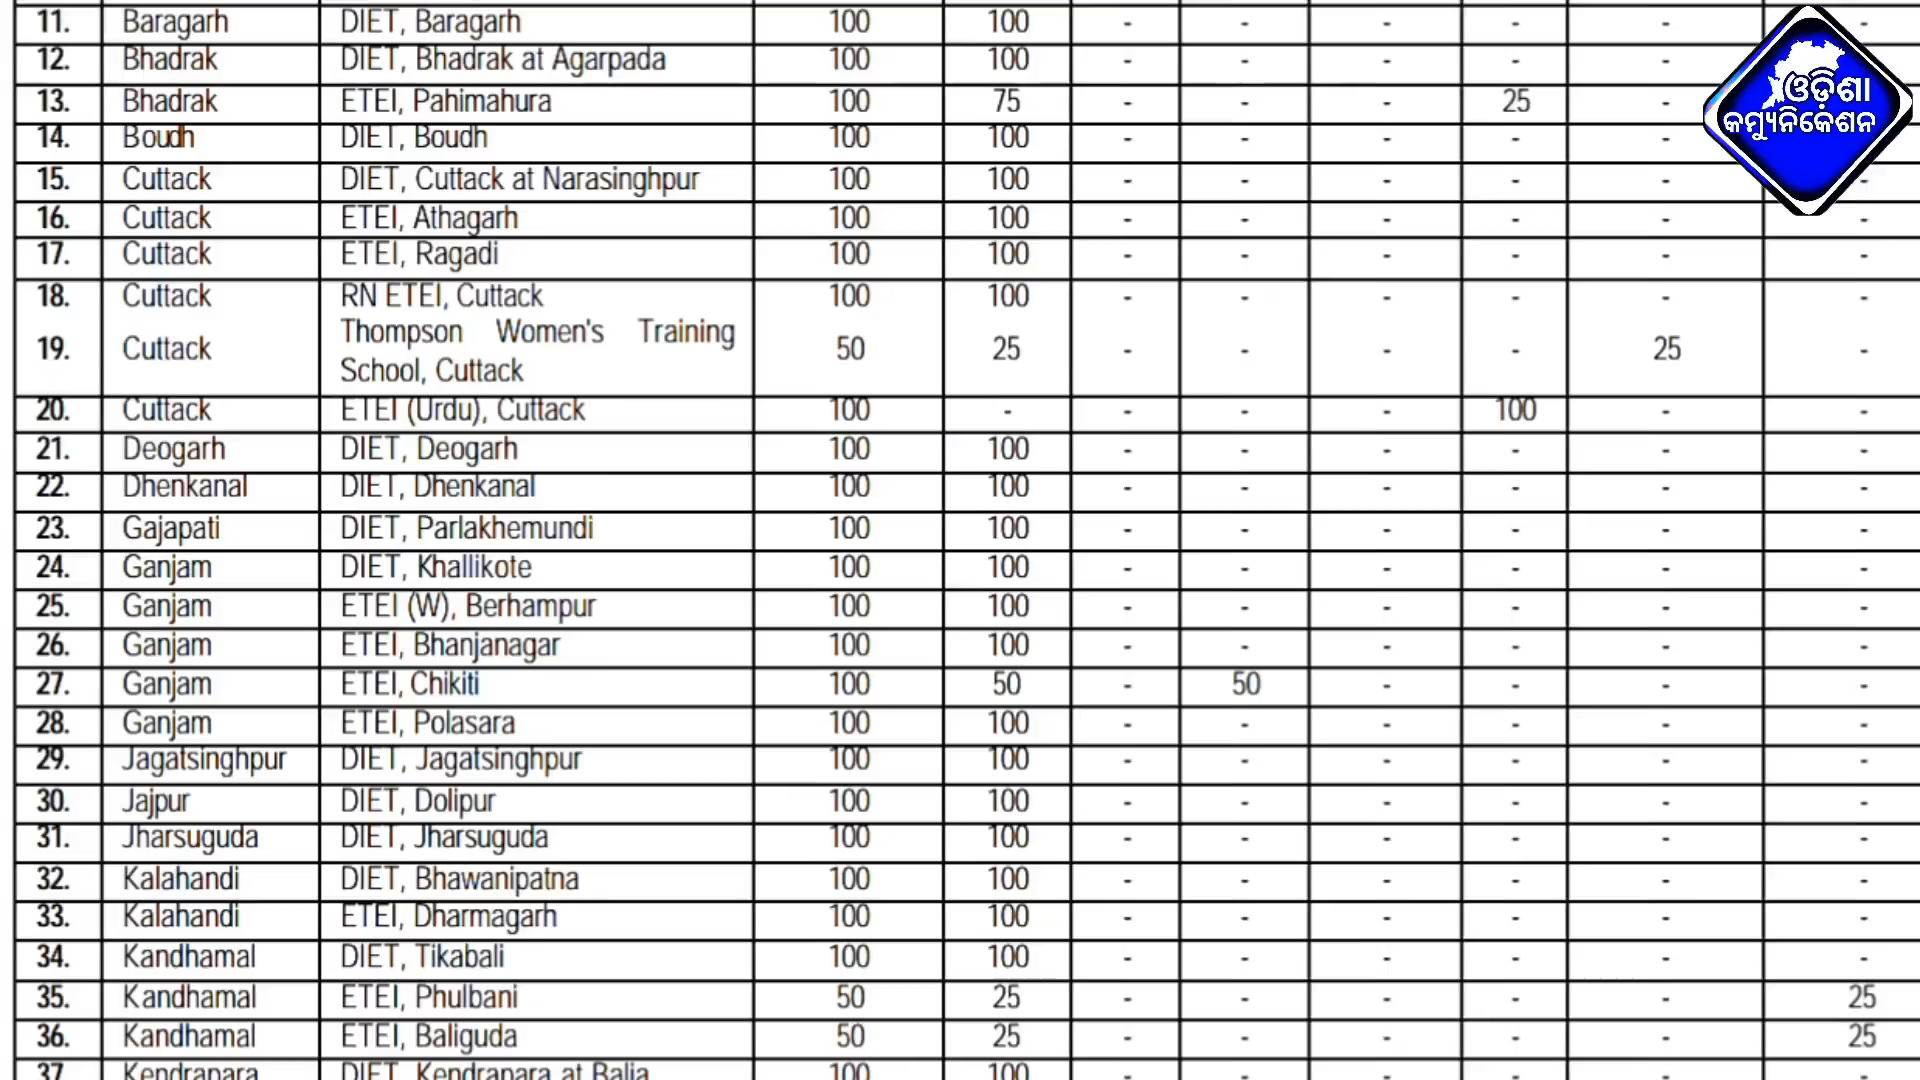 11. Baragarh DIET, Baragarh 100 100 - - - - - -
12. Bhadrak DIET, Bhadrak at Agarpada 100 100 - - - - - -
13. Bhadrak ETEI, Pahimahura 100 75 - - - 25 -
14. Boudh DIET, Boudh 100 100 - - - - -
15. Cuttack DIET, Cuttack at Narasinghpur 100 100 - - - - - -
16. Cuttack ETEI, Athagarh 100 100 - - - - - -
17. Cuttack ETEI, Ragadi 100 100 - - - - - -
18. Cuttack RN ETEI, Cuttack 100 100 - - - - - -
19. Cuttack Thompson Women's Training School, Cuttack 50 25 - - - - 25 -
20. Cuttack ETEI (Urdu), Cuttack 100 - - - - 100 - -
21. Deogarh DIET, Deogarh 100 100 - - - - - -
22. Dhenkanal DIET, Dhenkanal 100 100 - - - - - -
23. Gajapati DIET, Parlakhemundi 100 100 - - - - - -
24. Ganjam DIET, Khallikote 100 100 - - - - - -
25. Ganjam ETEI (W), Berhampur 100 100 - - - - - -
26. Ganjam ETEI, Bhanjanagar 100 100 - - - - - -
27. Ganjam ETEI, Chikiti 100 50 - 50 - - - -
28. Ganjam ETEI, Polasara 100 100 - - - - - -
29. Jagatsinghpur DIET, Jagatsinghpur 100 100 - - - - - -
30. Jajpur DIET, Dolipur 100 100 - - - - - -
31. Jharsuguda DIET, Jharsuguda 100 100 - - - - - -
32. Kalahandi DIET, Bhawanipatna 100 100 - - - - - -
33. Kalahandi ETEI, Dharmagarh 100 100 - - - - - -
34. Kandhamal DIET, Tikabali 100 100 - - - - - -
35. Kandhamal ETEI, Phulbani 50 25 - - - - - 25
36. Kandhamal ETEI, Baliguda 50 25 - - - - - 25
37. Kendrapara DIET, Kendrapara at Balia 100 100
ଓଡ଼ିଶା
କମ୍ୟୁନିକେଶନ